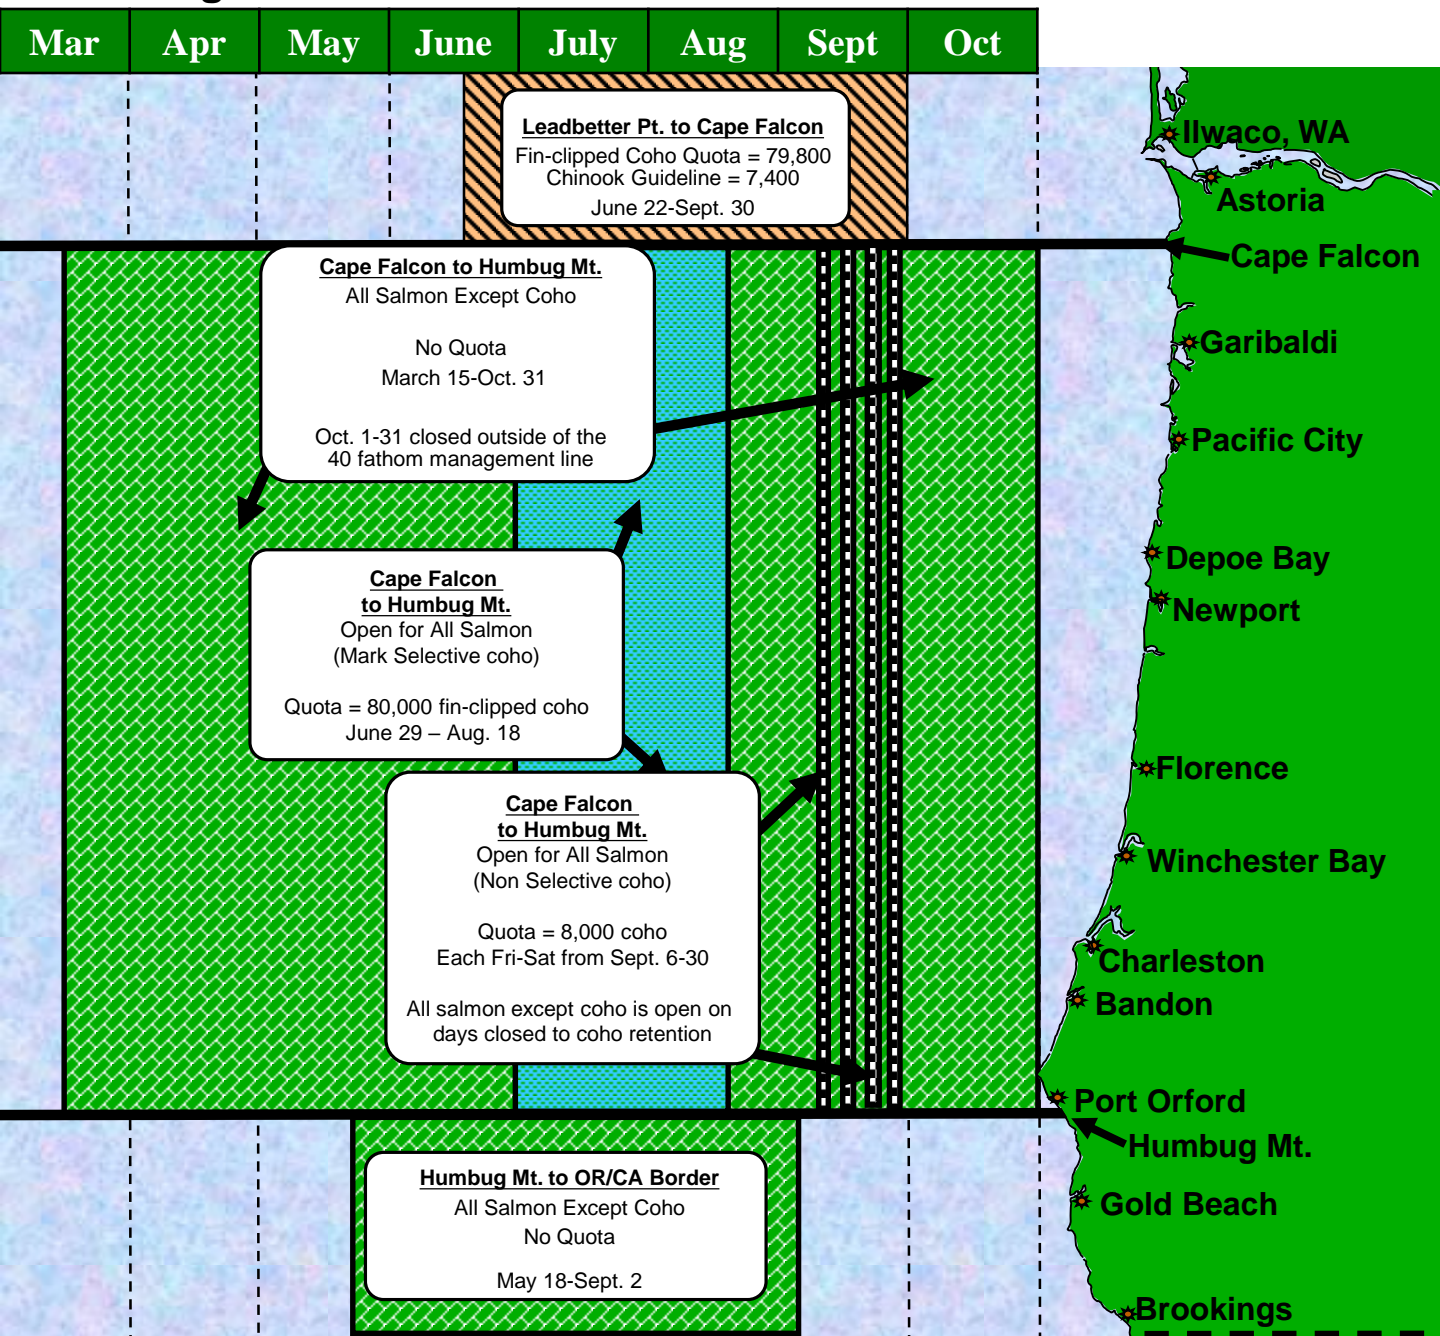 Mar Apr May June July Aug Sept Oct
Leadbetter Pt. to Cape Falcon
Fin-clipped Coho Quota = 79,800
Chinook Guideline = 7,400
June 22-Sept. 30
Cape Falcon to Humbug Mt.
All Salmon Except Coho
No Quota
March 15-Oct. 31
Oct. 1-31 closed outside of the
40 fathom management line
Cape Falcon
to Humbug Mt.
Open for All Salmon
(Mark Selective coho)
Quota = 80,000 fin-clipped coho
June 29 – Aug. 18
Cape Falcon
to Humbug Mt.
Open for All Salmon
(Non Selective coho)
Quota = 8,000 coho
Each Fri-Sat from Sept. 6-30
All salmon except coho is open on
days closed to coho retention
Humbug Mt. to OR/CA Border
All Salmon Except Coho
No Quota
May 18-Sept. 2
Ilwaco, WA
Astoria
Cape Falcon
Garibaldi
Pacific City
Depoe Bay
Newport
Florence
Winchester Bay
Charleston
Bandon
Port Orford
Humbug Mt.
Gold Beach
Brookings